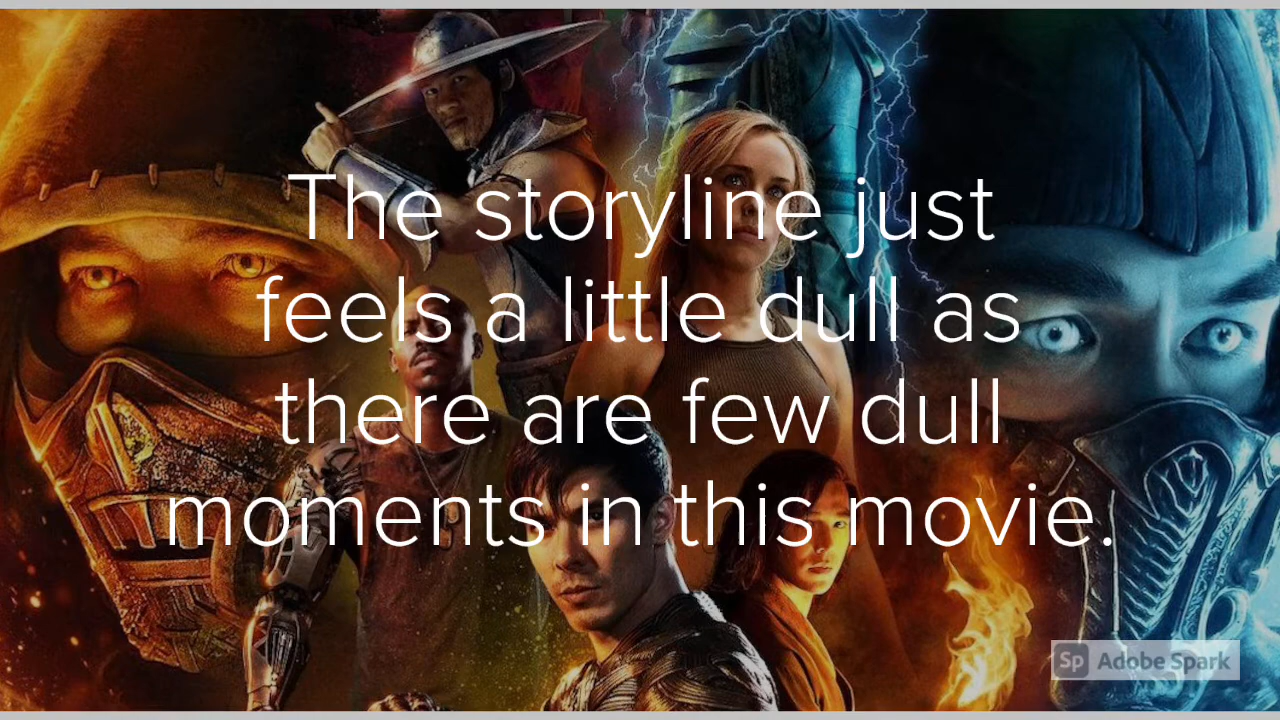 The storyline just
feels a little dull as
there are few dull
moments in this movie.
Sp Adobe Spark